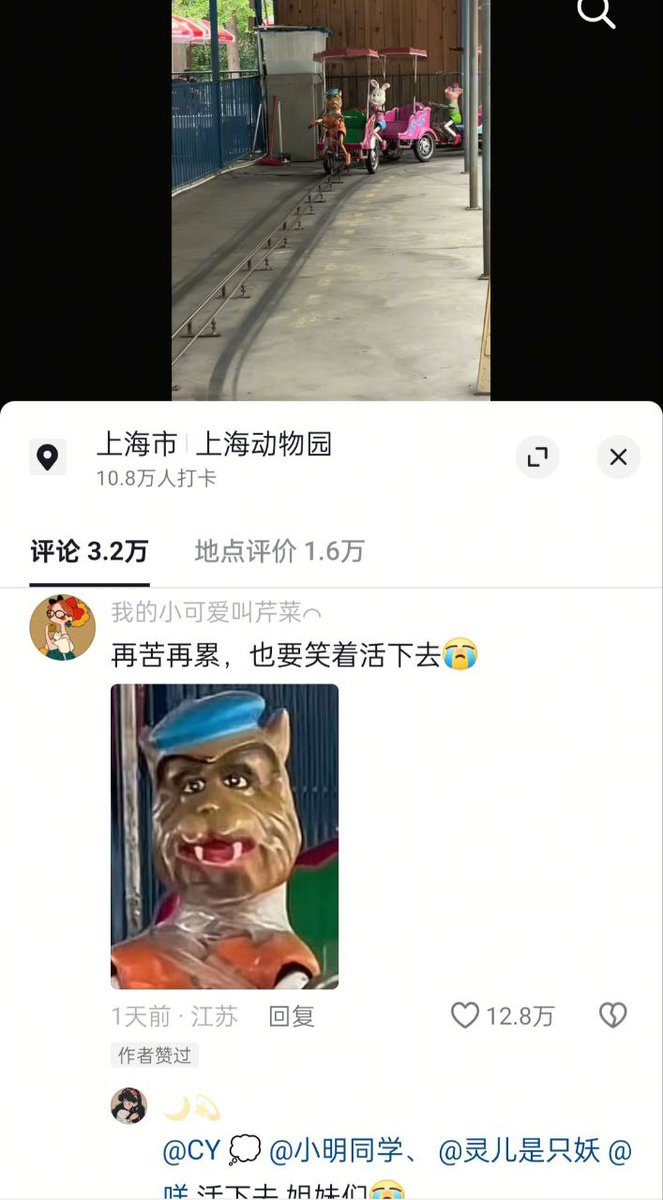 上海市 上海动物园
10.8万人打卡
评论 3.2万 地点评价 1.6万
我的小可爱叫芹菜
再苦再累，也要笑着活下去😭
1天前 · 江苏 回复 12.8万
作者赞过
🌙💫
@CY 💭 @小明同学、 @灵儿是只妖 @
咩 活下去 姐妹们😭